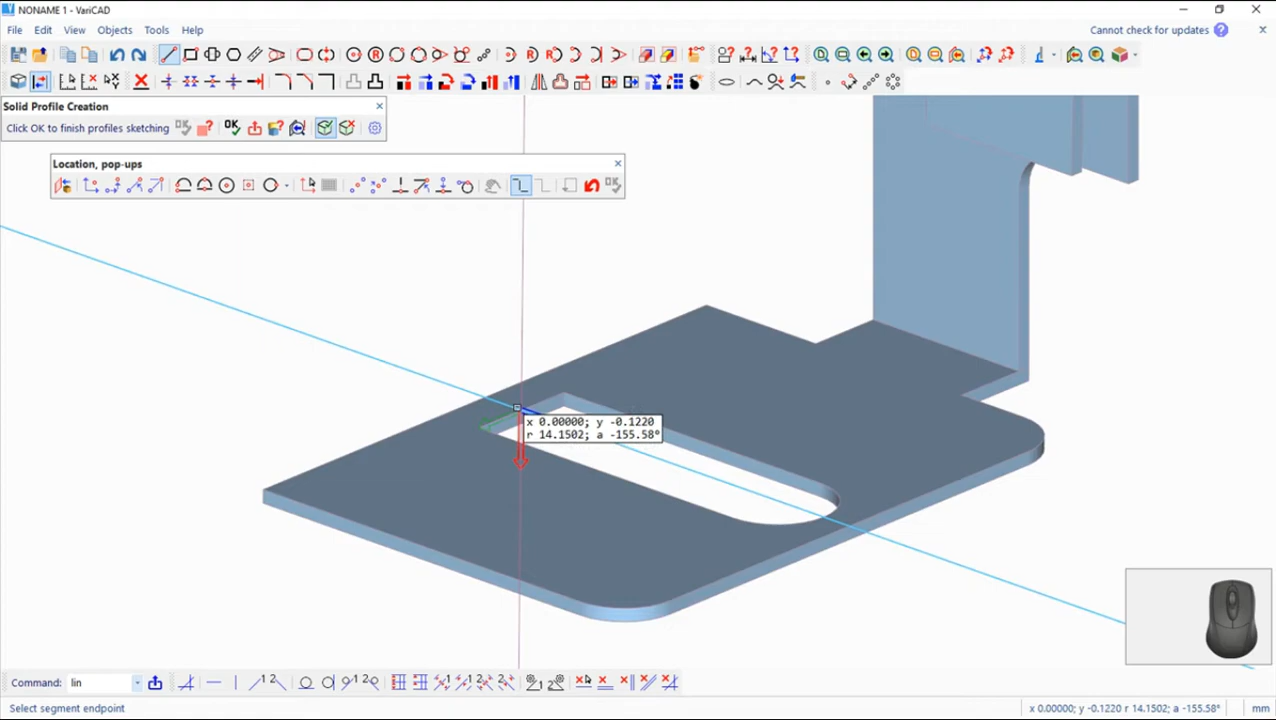 NONAME 1 - VariCAD
File Edit View Objects Tools Help
Cannot check for updates
Solid Profile Creation
Click OK to finish profiles sketching
OK
Location, pop-ups
x 0.00000; y -0.1220
r 14.1502; a -155.58°
Command: lin
Select segment endpoint
x 0.00000; y -0.1220 r 14.1502; a -155.58°
mm